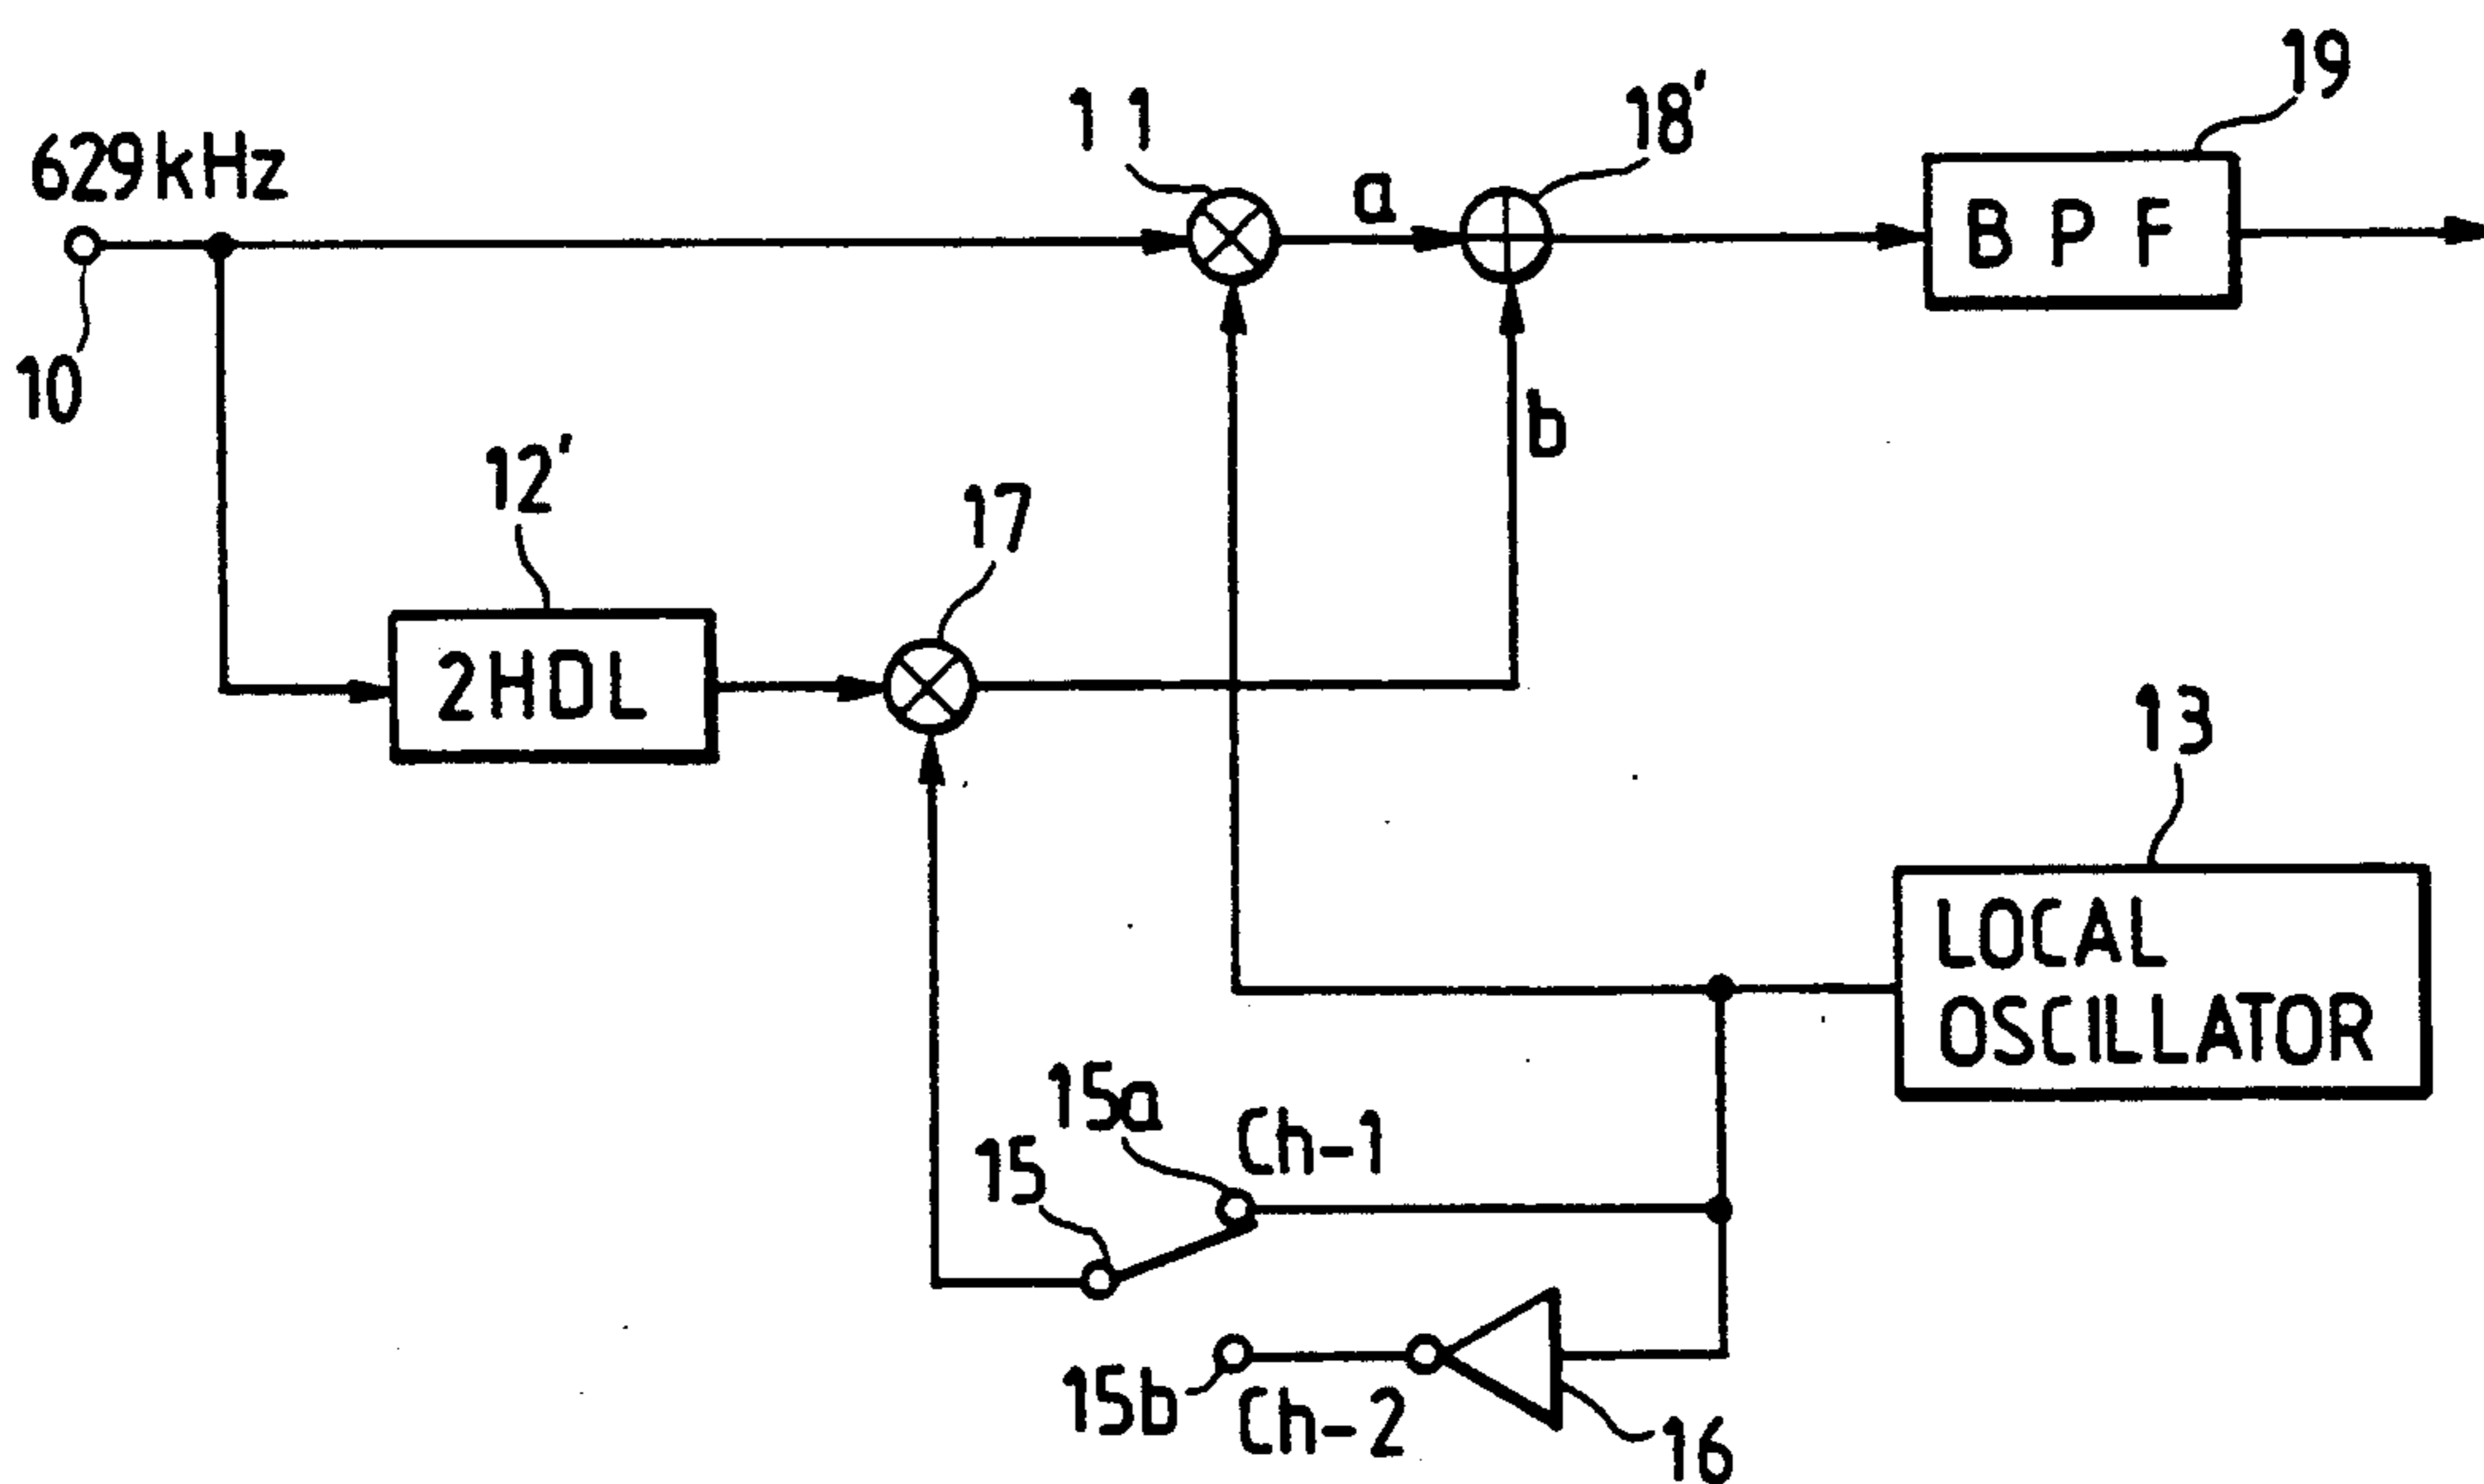 19
11
18'
629kHz
a
BPF
10
b
12'
17
2HDL
13
LOCAL
OSCILLATOR
15a
Ch-1
15
15b
Ch-2
16